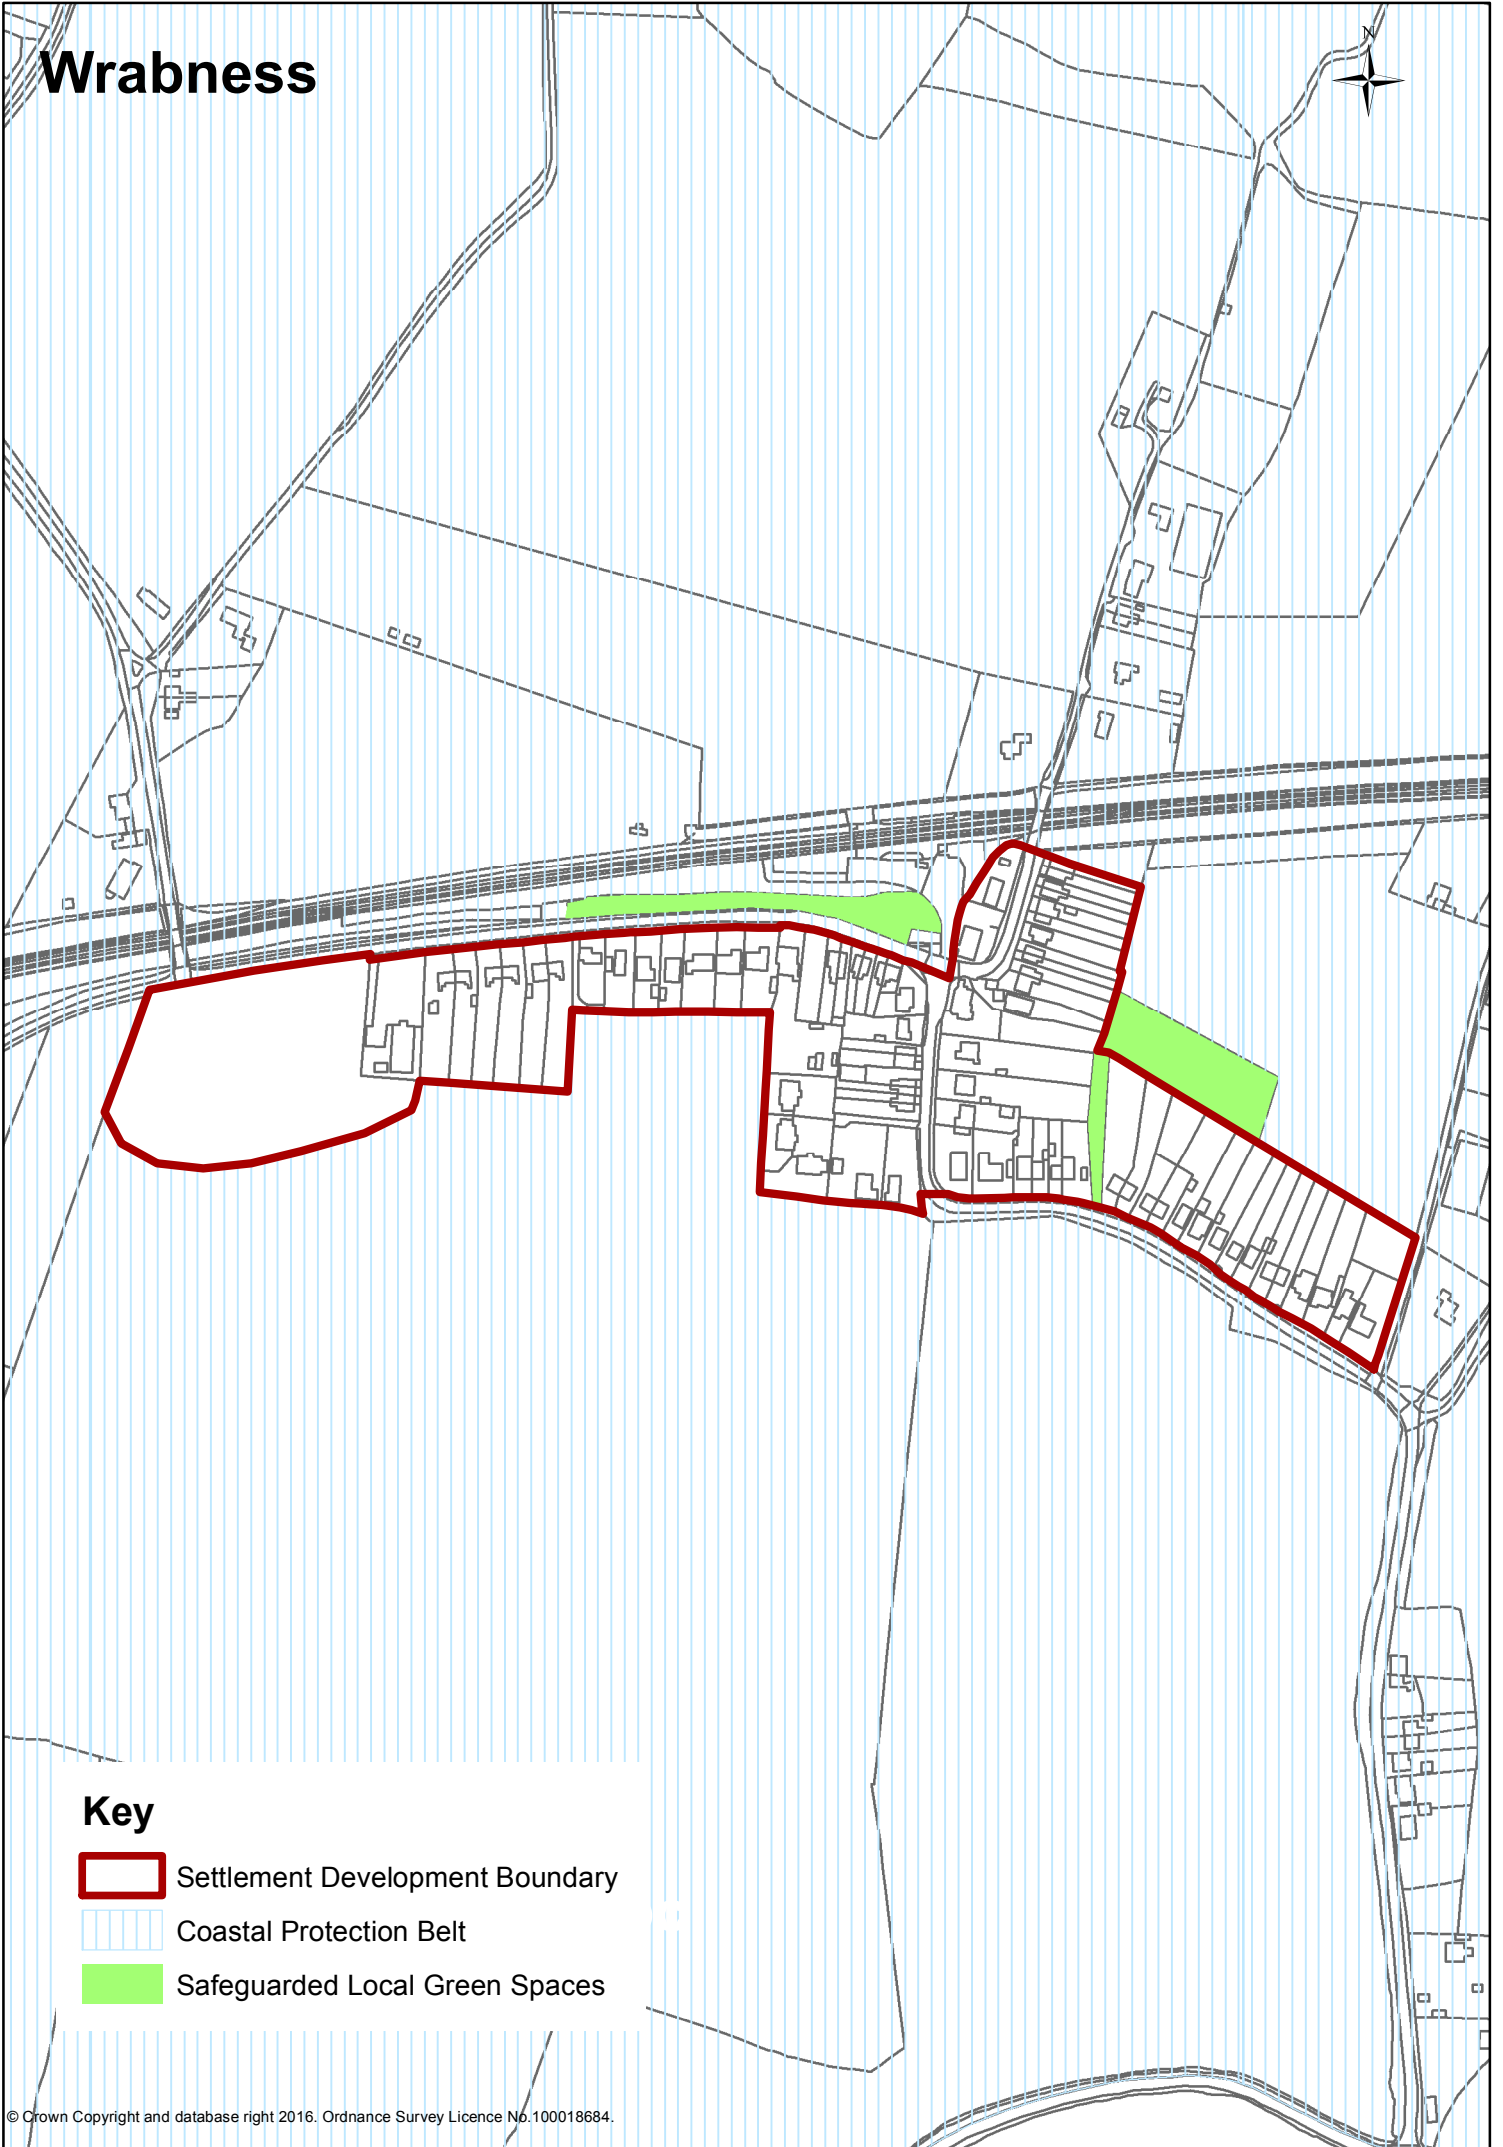 Wrabness
N
Key
Settlement Development Boundary
Coastal Protection Belt
Safeguarded Local Green Spaces
© Crown Copyright and database right 2016. Ordnance Survey Licence No.100018684.